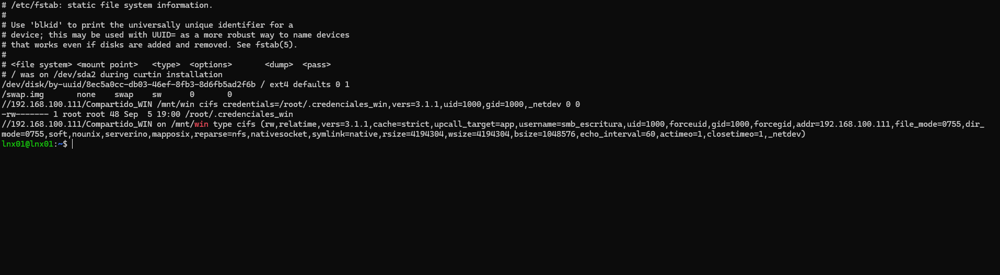 # /etc/fstab: static file system information.
#
# Use 'blkid' to print the universally unique identifier for a
# device; this may be used with UUID= as a more robust way to name devices
# that works even if disks are added and removed. See fstab(5).
#
# <file system> <mount point>   <type>  <options>       <dump>  <pass>
# / was on /dev/sda2 during curtin installation
/dev/disk/by-uuid/8ec5a0cc-db03-46ef-8fb3-8d6fb5ad2f6b / ext4 defaults 0 1
/swap.img       none    swap    sw      0       0
//192.168.100.111/Compartido_WIN /mnt/win cifs credentials=/root/.credenciales_win,vers=3.1.1,uid=1000,gid=1000,_netdev 0 0
-rw------- 1 root root 48 Sep  5 19:00 /root/.credenciales_win
//192.168.100.111/Compartido_WIN on /mnt/win type cifs (rw,relatime,vers=3.1.1,cache=strict,upcall_target=app,username=smb_escritura,uid=1000,forceuid,gid=1000,forcegid,addr=192.168.100.111,file_mode=0755,dir_
mode=0755,soft,nounix,serverino,mapposix,reparse=nfs,nativesocket,symlink=native,rsize=4194304,wsize=4194304,bsize=1048576,echo_interval=60,actimeo=1,closetimeo=1,_netdev)
lnx01@lnx01:~$